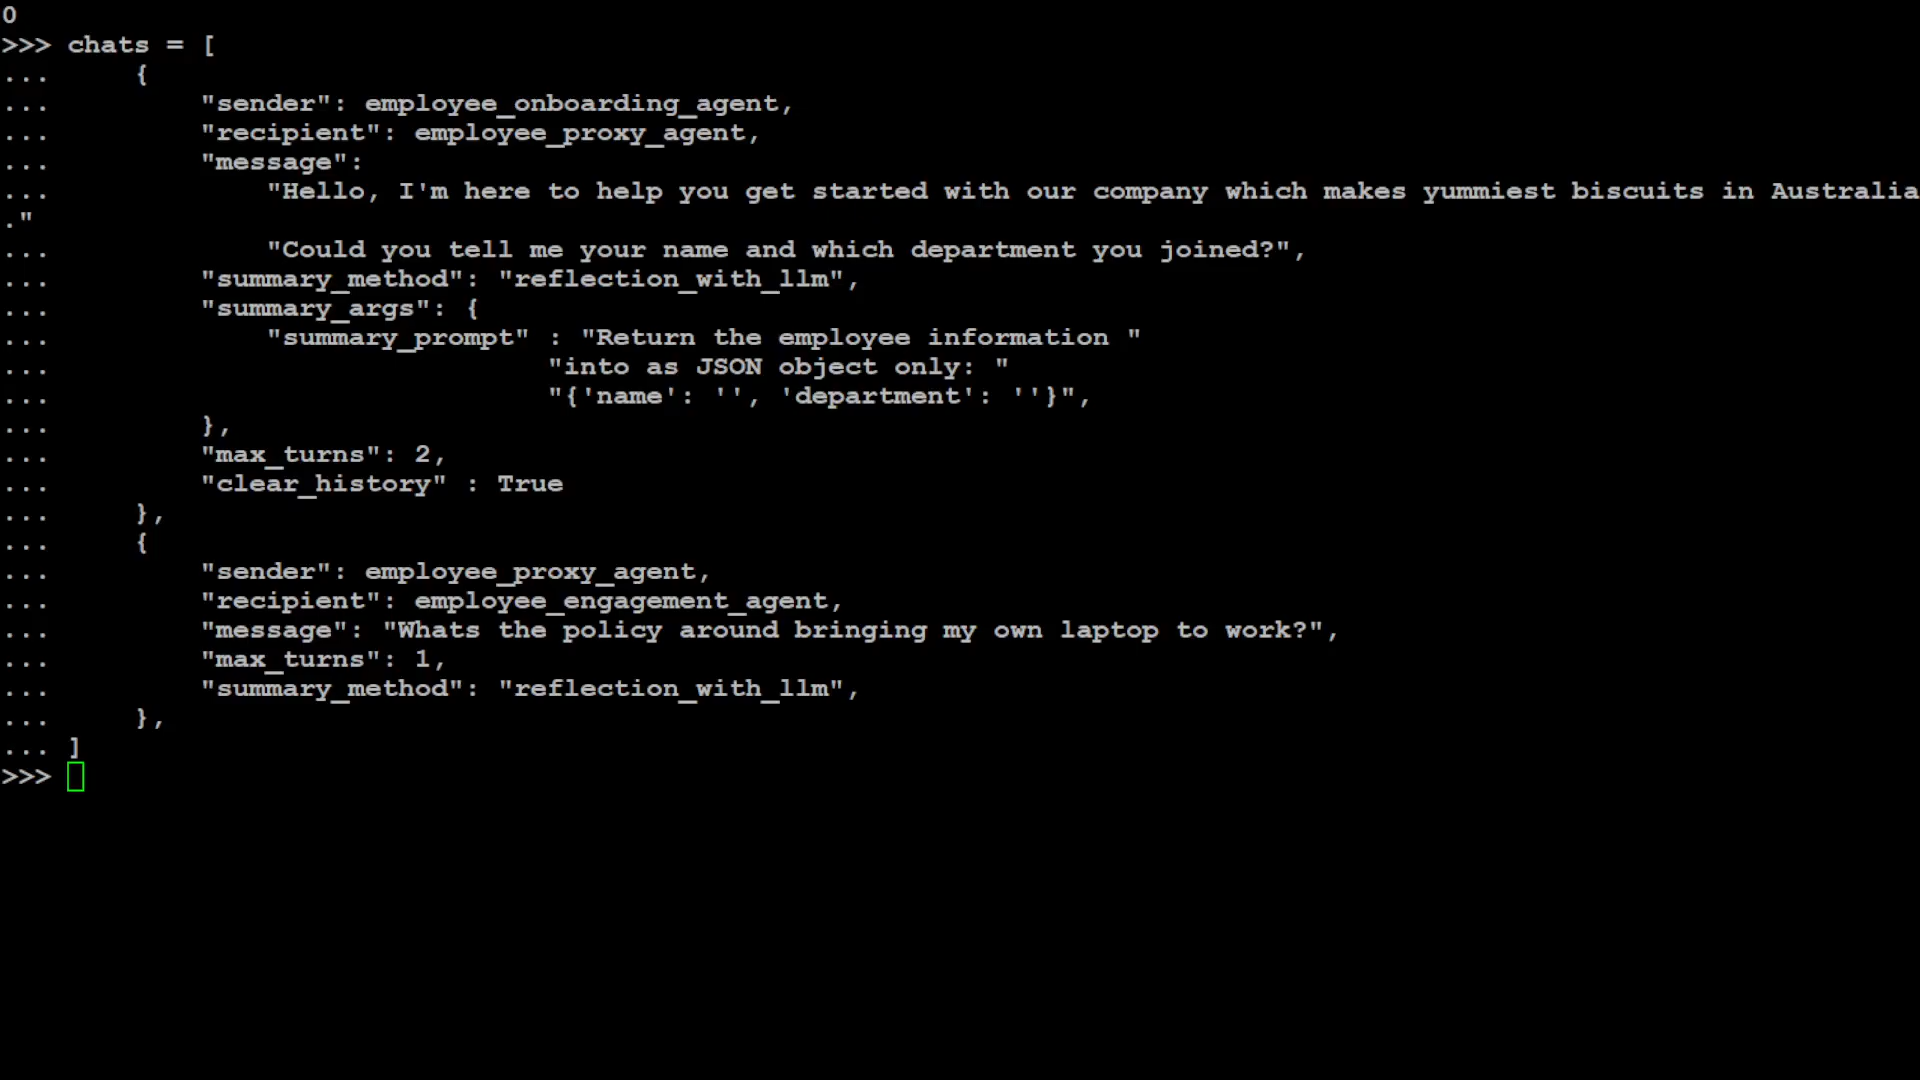 0
>>> chats = [
...     {
...         "sender": employee_onboarding_agent,
...         "recipient": employee_proxy_agent,
...         "message":
...             "Hello, I'm here to help you get started with our company which makes yummiest biscuits in Australia
."
...             "Could you tell me your name and which department you joined?",
...         "summary_method": "reflection_with_llm",
...         "summary_args": {
...             "summary_prompt" : "Return the employee information "
...                              "into as JSON object only: "
...                              "{'name': '', 'department': ''}",
...         },
...         "max_turns": 2,
...         "clear_history" : True
...     },
...     {
...         "sender": employee_proxy_agent,
...         "recipient": employee_engagement_agent,
...         "message": "Whats the policy around bringing my own laptop to work?",
...         "max_turns": 1,
...         "summary_method": "reflection_with_llm",
...     },
... ]
>>>